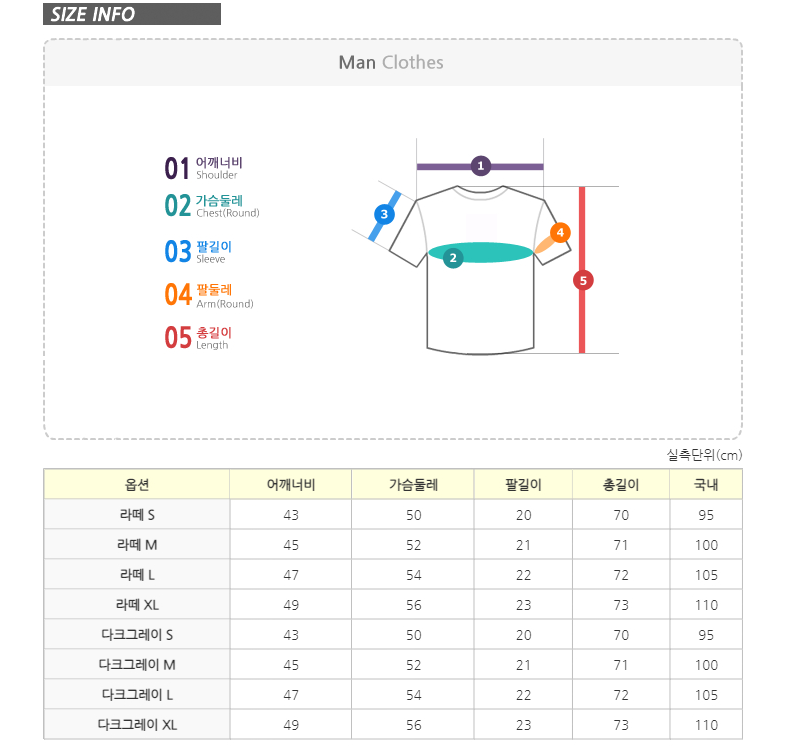 SIZE INFO
Man Clothes
01 어깨너비
Shoulder
02 가슴둘레
Chest(Round)
03 팔길이
Sleeve
04 팔둘레
Arm(Round)
05 총길이
Length
1
3
4
2
5
실측단위(cm)
옵션 어깨너비 가슴둘레 팔길이 총길이 국내
라떼 S 43 50 20 70 95
라떼 M 45 52 21 71 100
라떼 L 47 54 22 72 105
라떼 XL 49 56 23 73 110
다크그레이 S 43 50 20 70 95
다크그레이 M 45 52 21 71 100
다크그레이 L 47 54 22 72 105
다크그레이 XL 49 56 23 73 110